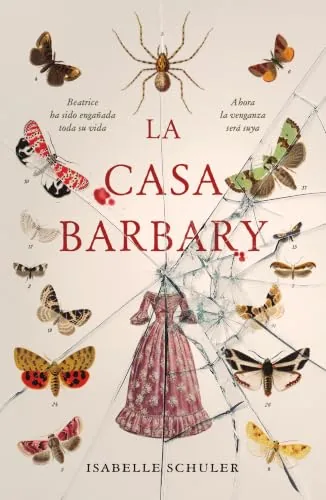 Beatrice
ha sido engañada
toda su vida
Ahora
la venganza
será suya
LA
CASA
BARBARY
ISABELLE SCHULER